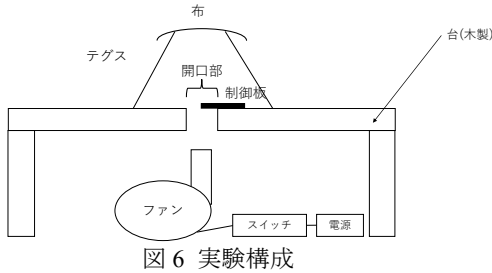 布
台(木製)
テグス
開口部
制御板
ファン
スイッチ
電源
図 6 実験構成